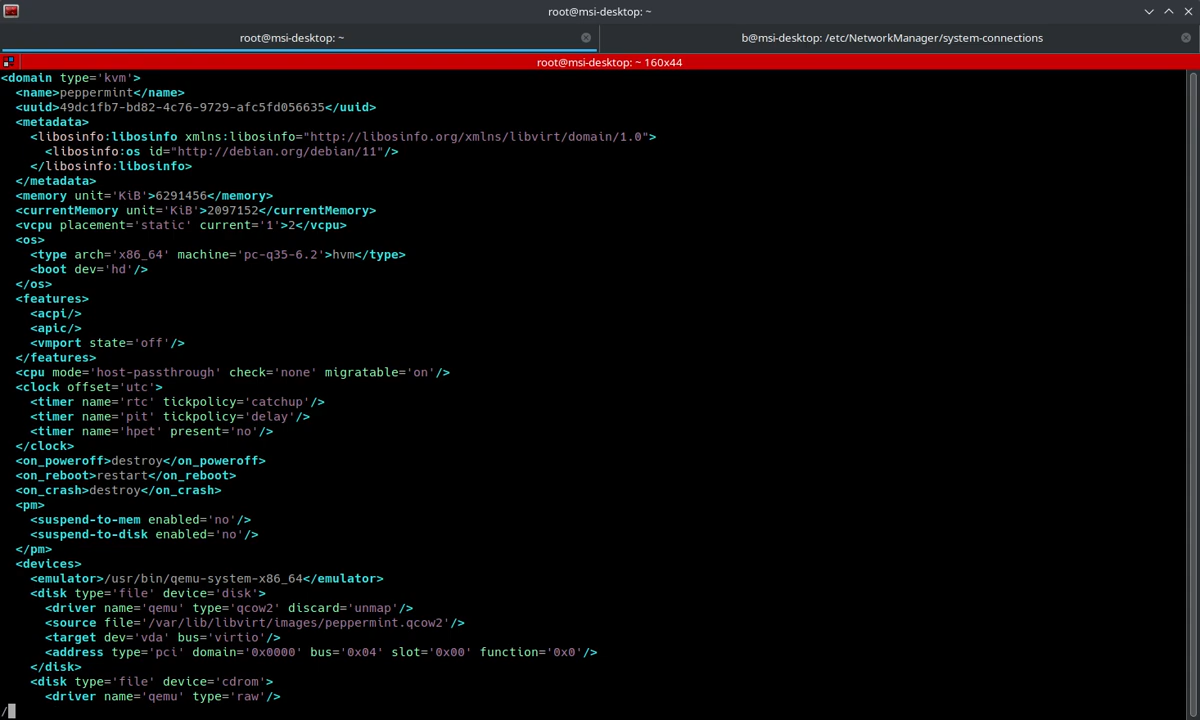 root@msi-desktop: ~
root@msi-desktop: ~
b@msi-desktop: /etc/NetworkManager/system-connections
root@msi-desktop: ~ 160x44
<domain type='kvm'>
  <name>peppermint</name>
  <uuid>49dc1fb7-bd82-4c76-9729-afc5fd056635</uuid>
  <metadata>
    <libosinfo:libosinfo xmlns:libosinfo="http://libosinfo.org/xmlns/libvirt/domain/1.0">
      <libosinfo:os id="http://debian.org/debian/11"/>
    </libosinfo:libosinfo>
  </metadata>
  <memory unit='KiB'>6291456</memory>
  <currentMemory unit='KiB'>2097152</currentMemory>
  <vcpu placement='static' current='1'>2</vcpu>
  <os>
    <type arch='x86_64' machine='pc-q35-6.2'>hvm</type>
    <boot dev='hd'/>
  </os>
  <features>
    <acpi/>
    <apic/>
    <vmport state='off'/>
  </features>
  <cpu mode='host-passthrough' check='none' migratable='on'/>
  <clock offset='utc'>
    <timer name='rtc' tickpolicy='catchup'/>
    <timer name='pit' tickpolicy='delay'/>
    <timer name='hpet' present='no'/>
  </clock>
  <on_poweroff>destroy</on_poweroff>
  <on_reboot>restart</on_reboot>
  <on_crash>destroy</on_crash>
  <pm>
    <suspend-to-mem enabled='no'/>
    <suspend-to-disk enabled='no'/>
  </pm>
  <devices>
    <emulator>/usr/bin/qemu-system-x86_64</emulator>
    <disk type='file' device='disk'>
      <driver name='qemu' type='qcow2' discard='unmap'/>
      <source file='/var/lib/libvirt/images/peppermint.qcow2'/>
      <target dev='vda' bus='virtio'/>
      <address type='pci' domain='0x0000' bus='0x04' slot='0x00' function='0x0'/>
    </disk>
    <disk type='file' device='cdrom'>
      <driver name='qemu' type='raw'/>
/